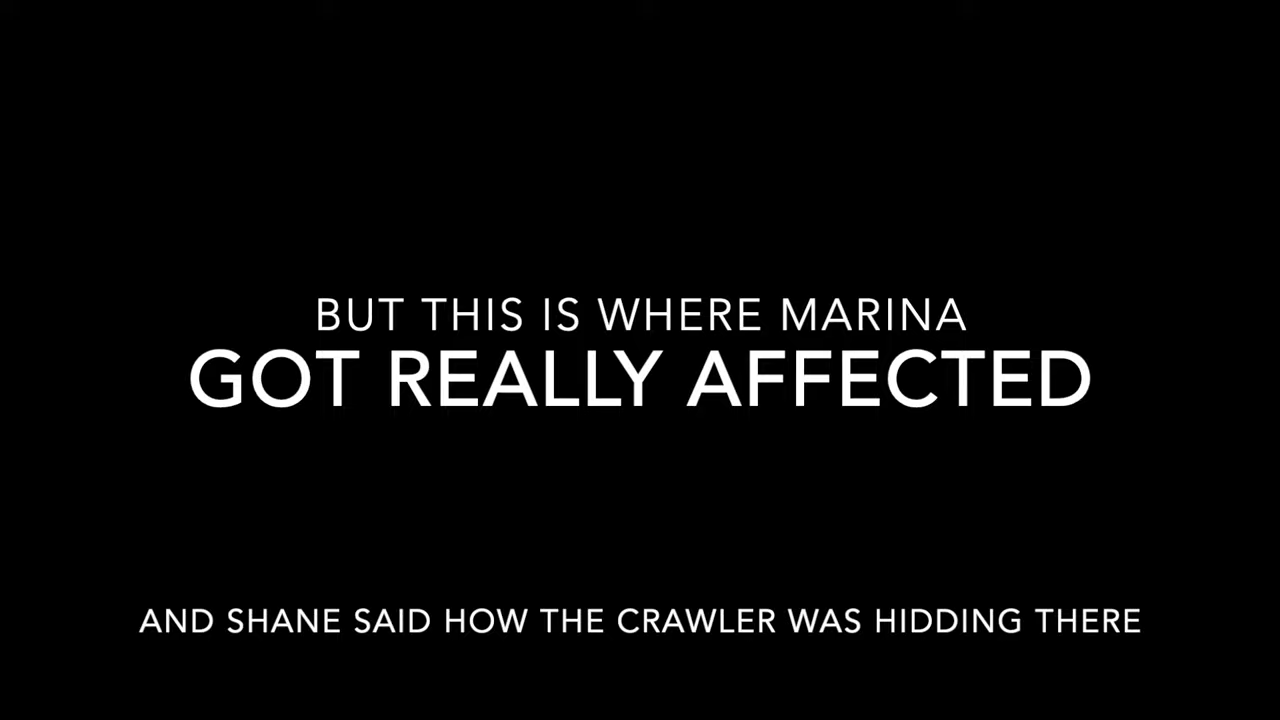 BUT THIS IS WHERE MARINA
GOT REALLY AFFECTED
AND SHANE SAID HOW THE CRAWLER WAS HIDDING THERE